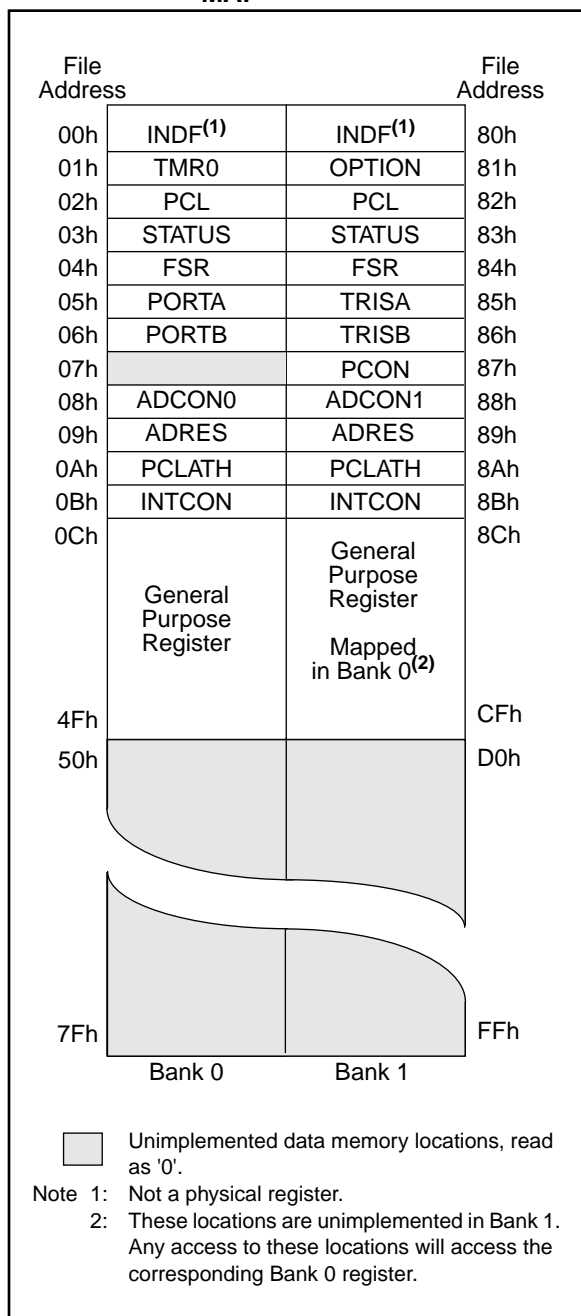 File Address File Address
00h INDF(1) INDF(1) 80h
01h TMR0 OPTION 81h
02h PCL PCL 82h
03h STATUS STATUS 83h
04h FSR FSR 84h
05h PORTA TRISA 85h
06h PORTB TRISB 86h
07h PCON 87h
08h ADCON0 ADCON1 88h
09h ADRES ADRES 89h
0Ah PCLATH PCLATH 8Ah
0Bh INTCON INTCON 8Bh
0Ch 8Ch
General Purpose Register
General Purpose Register
Mapped in Bank 0(2)
4Fh CFh
50h D0h
7Fh FFh
Bank 0 Bank 1
Unimplemented data memory locations, read
as '0'.
Note 1: Not a physical register.
2: These locations are unimplemented in Bank 1.
Any access to these locations will access the
corresponding Bank 0 register.